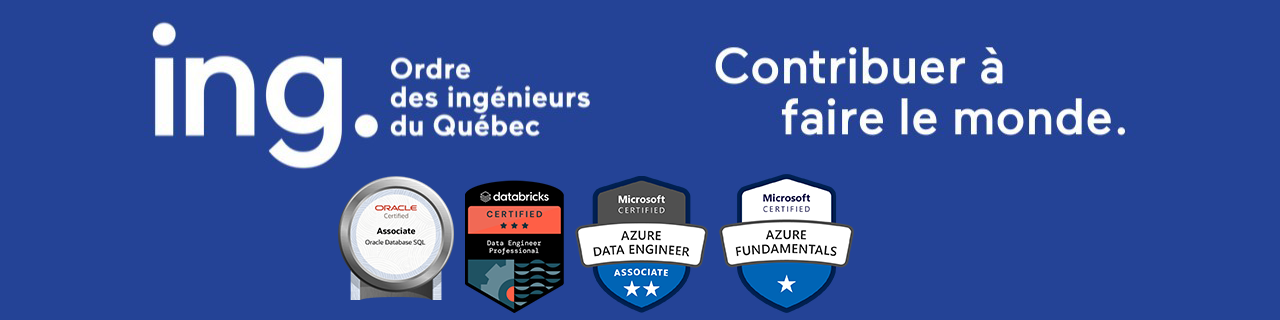 ing.
Ordre
des ingénieurs
du Québec
Contribuer à
faire le monde.
ORACLE
Certified
Associate
Oracle Database SQL
databricks
CERTIFIED
Data Engineer
Professional
Microsoft
CERTIFIED
AZURE
DATA ENGINEER
ASSOCIATE
Microsoft
CERTIFIED
AZURE
FUNDAMENTALS